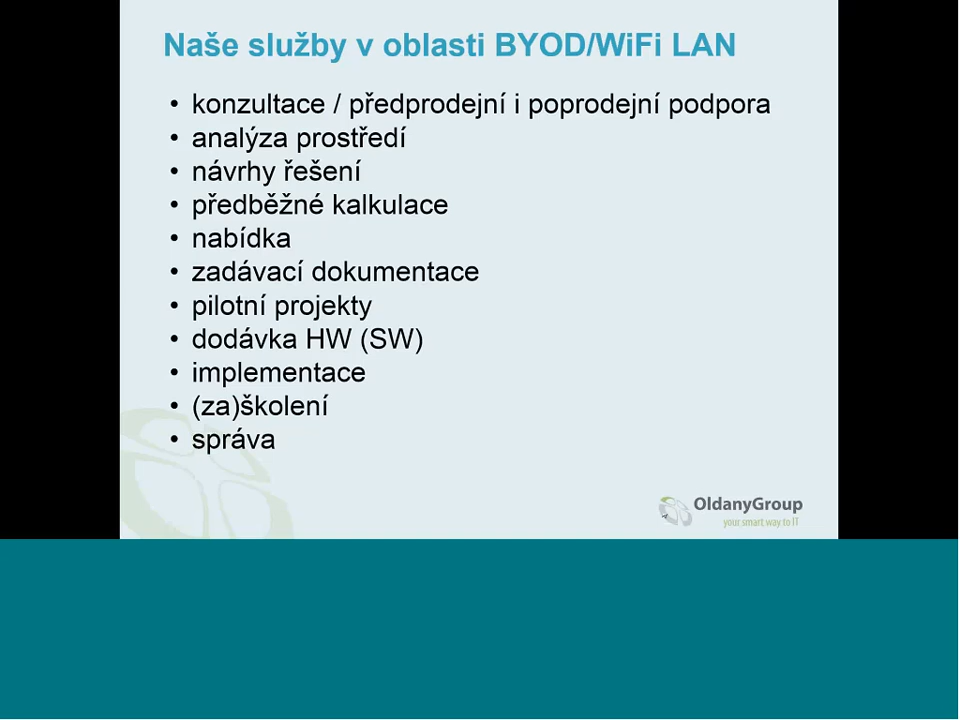 Naše služby v oblasti BYOD/WiFi LAN
• konzultace / předprodejní i poprodejní podpora
• analýza prostředí
• návrhy řešení
• předběžné kalkulace
• nabídka
• zadávací dokumentace
• pilotní projekty
• dodávka HW (SW)
• implementace
• (za)školení
• správa
OldanyGroup
your smart way to IT